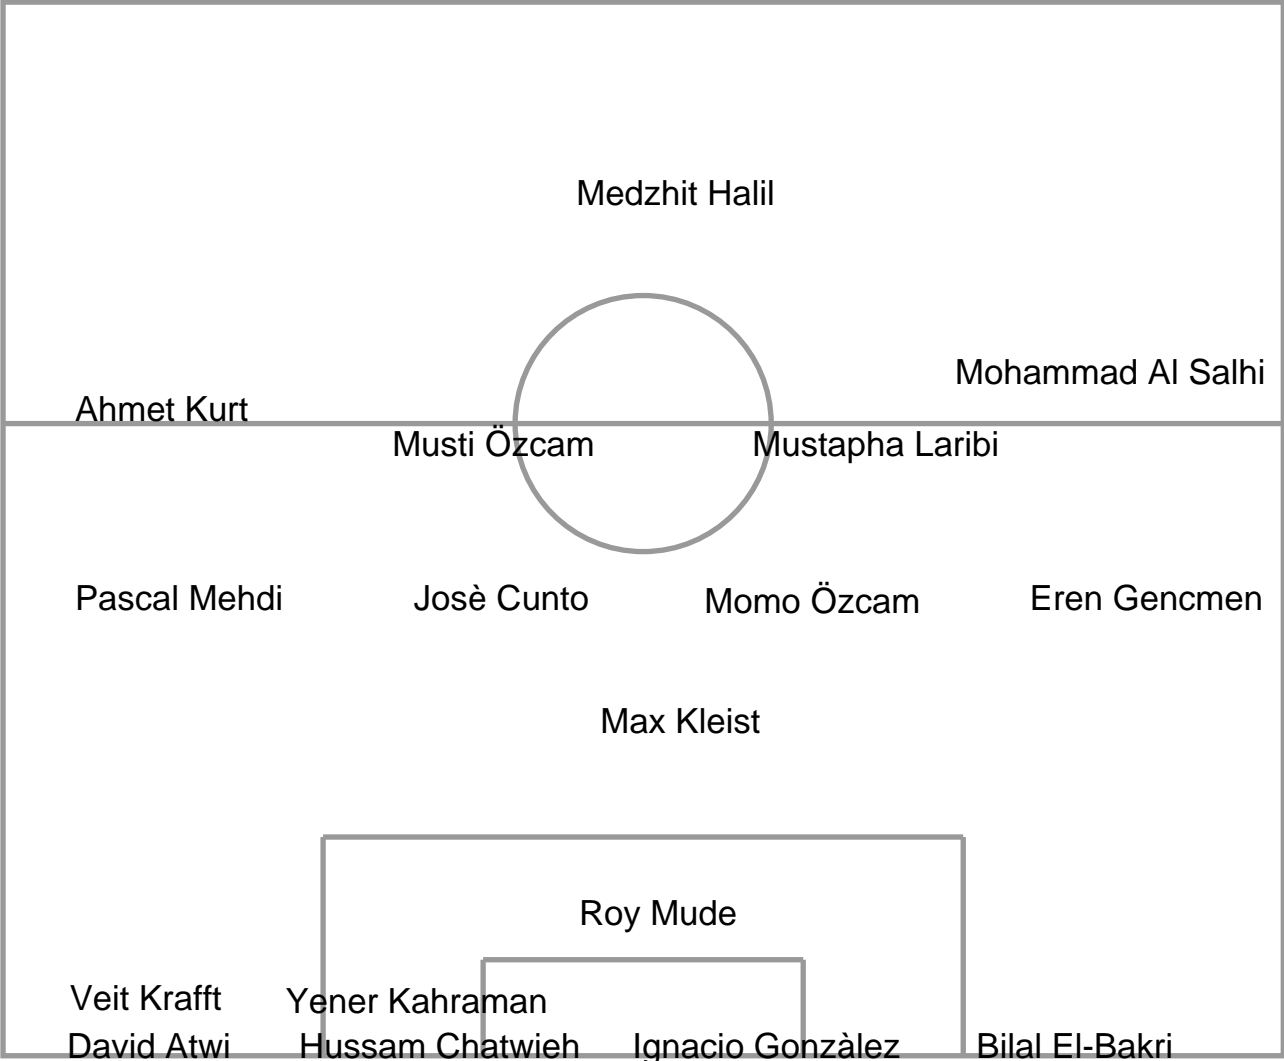 Medzhit Halil
Mohammad Al Salhi
Ahmet Kurt
Musti Özcam Mustapha Laribi
Pascal Mehdi Josè Cunto Momo Özcam Eren Gencmen
Max Kleist
Roy Mude
Veit Krafft Yener Kahraman
David Atwi Hussam Chatwieh Ignacio Gonzàlez Bilal El-Bakri